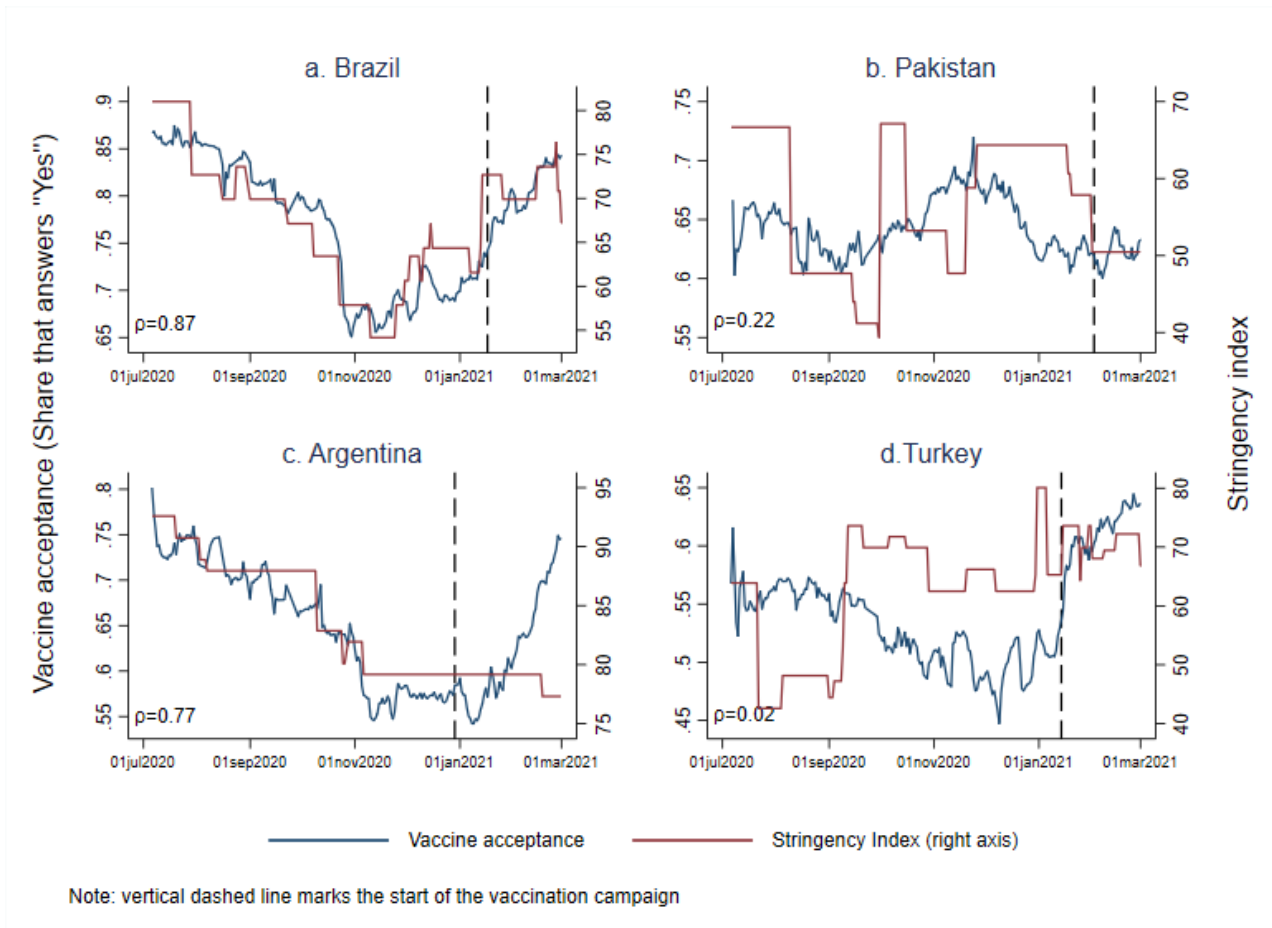 a. Brazil
b. Pakistan
Vaccine acceptance (Share that answers "Yes")
Stringency index
.9
.85
.8
.75
.7
.65
80
75
70
65
60
55
ρ=0.87
01jul2020 01sep2020 01nov2020 01jan2021 01mar2021
.75
.7
.65
.6
.55
70
60
50
40
ρ=0.22
01jul2020 01sep2020 01nov2020 01jan2021 01mar2021
c. Argentina
d.Turkey
.8
.75
.7
.65
.6
.55
95
90
85
80
75
ρ=0.77
01jul2020 01sep2020 01nov2020 01jan2021 01mar2021
.65
.6
.55
.5
.45
80
70
60
50
40
ρ=0.02
01jul2020 01sep2020 01nov2020 01jan2021 01mar2021
Vaccine acceptance
Stringency Index (right axis)
Note: vertical dashed line marks the start of the vaccination campaign